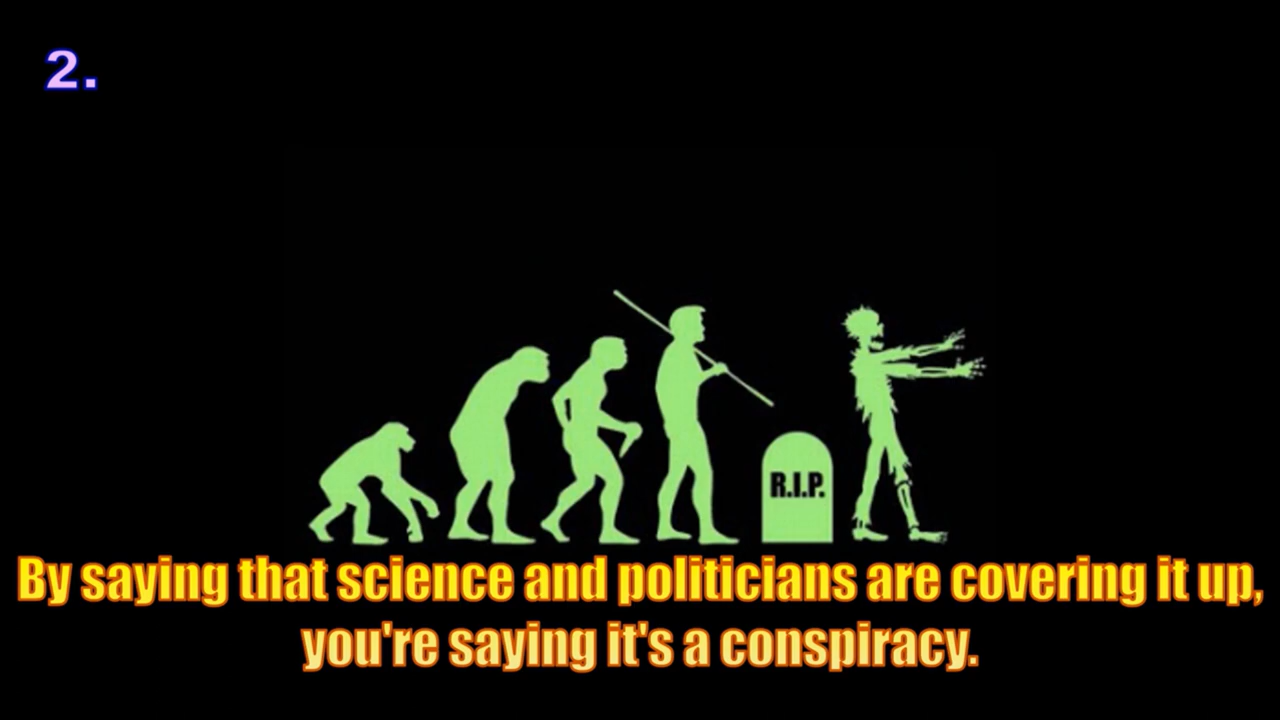 2.
R.I.P.
By saying that science and politicians are covering it up,
you're saying it's a conspiracy.